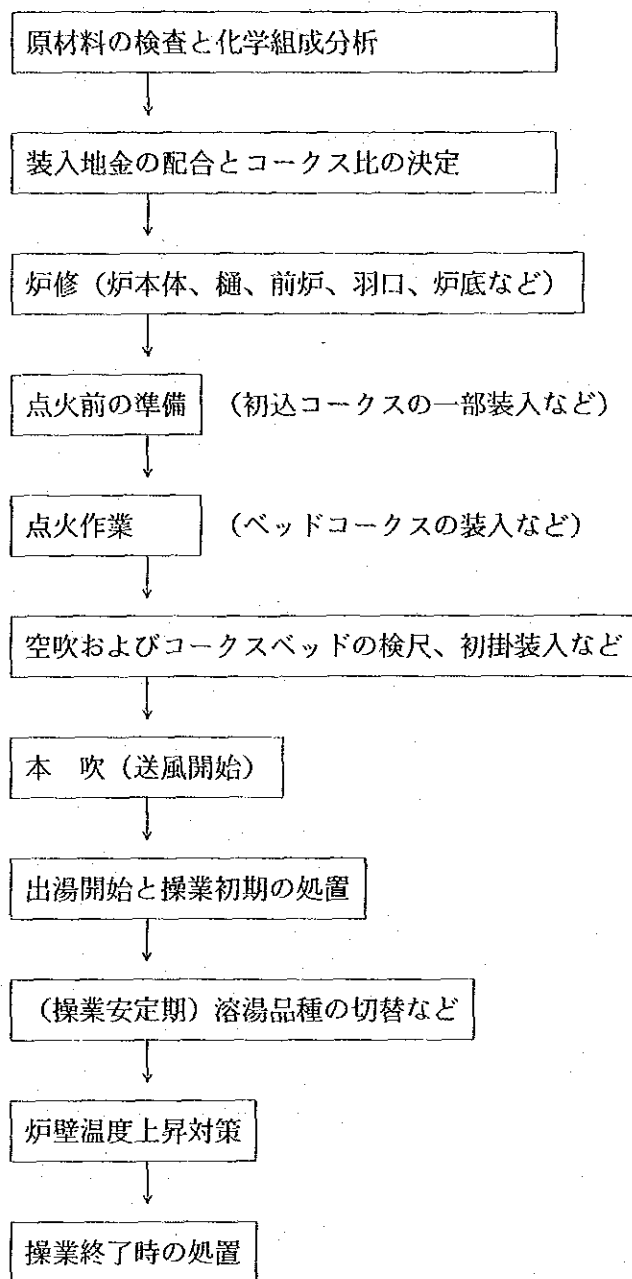 原材料の検査と化学組成分析
装入地金の配合とコークス比の決定
炉修（炉本体、樋、前炉、羽口、炉底など）
点火前の準備　（初込コークスの一部装入など）
点火作業　（ベッドコークスの装入など）
空吹およびコークスベッドの検尺、初掛装入など
本　吹（送風開始）
出湯開始と操業初期の処置
（操業安定期）溶湯品種の切替など
炉壁温度上昇対策
操業終了時の処置